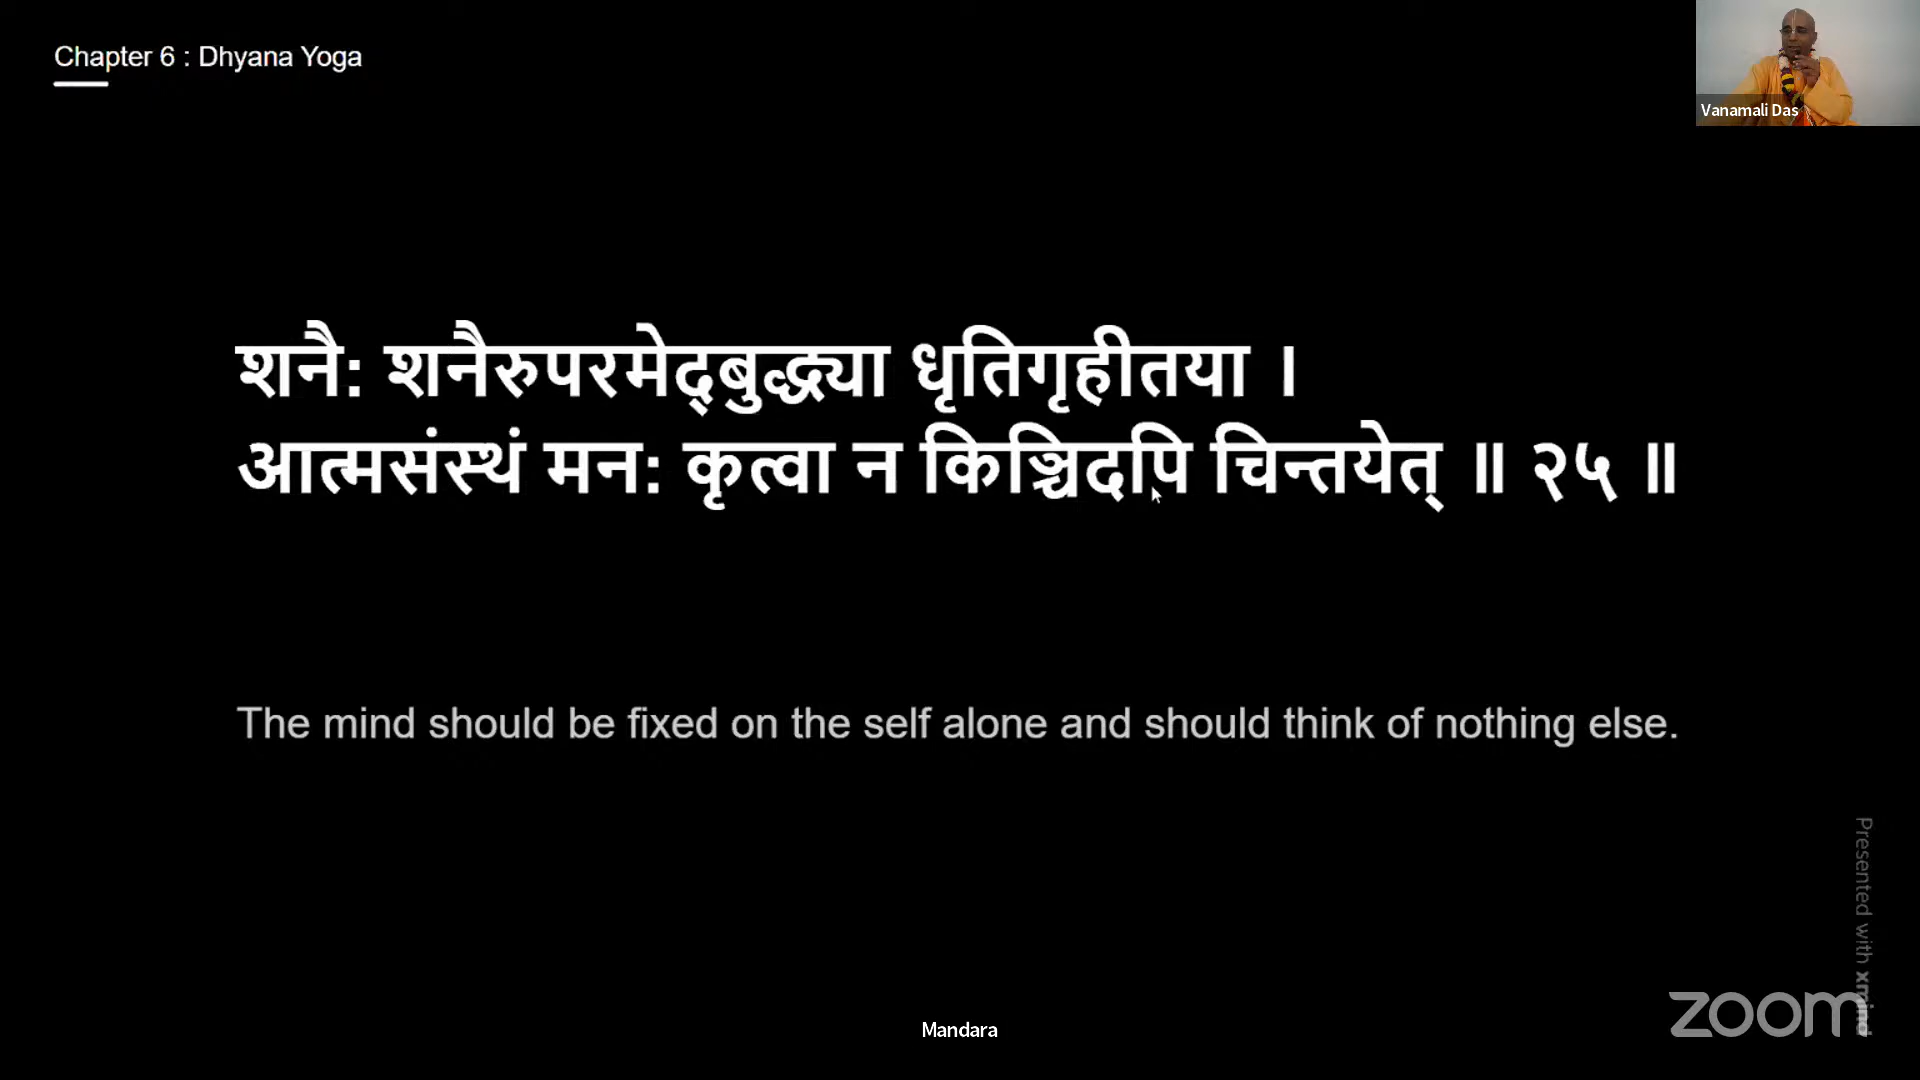 Chapter 6 : Dhyana Yoga
Vanamali Das
शनै: शनैरुपरमेद्‍बुद्ध्या धृतिगृहीतया ।
आत्मसंस्थं मन: कृत्वा न किञ्चिदपि चिन्तयेत् ॥ २५ ॥
The mind should be fixed on the self alone and should think of nothing else.
Presented with xmind
zoom
Mandara